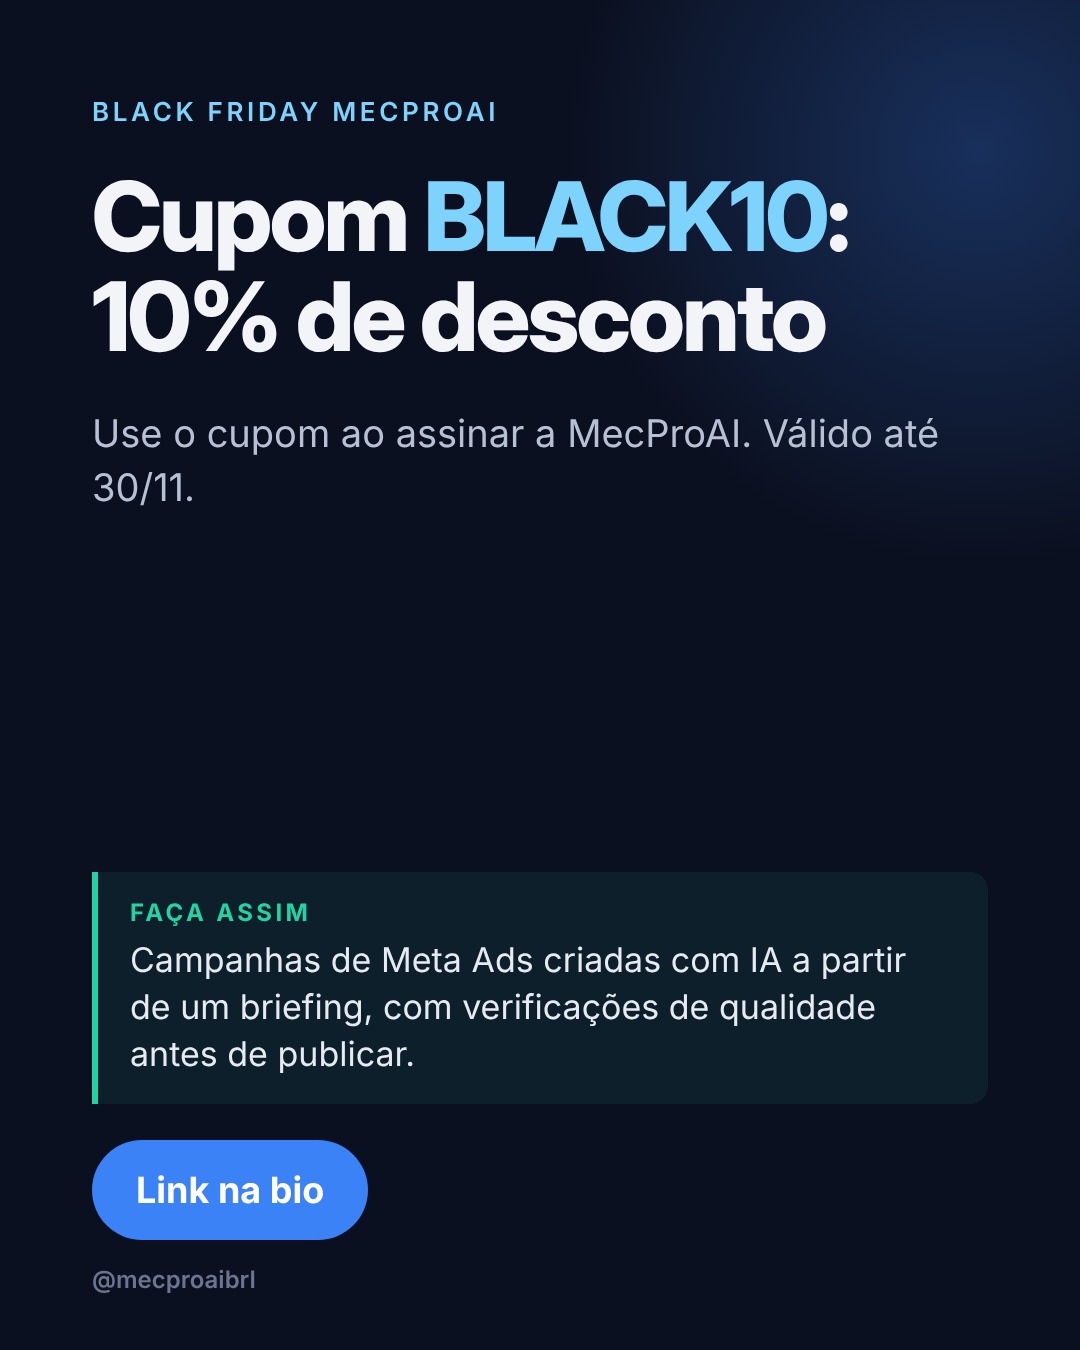 BLACK FRIDAY MECPROAI
Cupom BLACK10:
10% de desconto
Use o cupom ao assinar a MecProAI. Válido até
30/11.
FAÇA ASSIM
Campanhas de Meta Ads criadas com IA a partir
de um briefing, com verificações de qualidade
antes de publicar.
Link na bio
@mecproaibrl